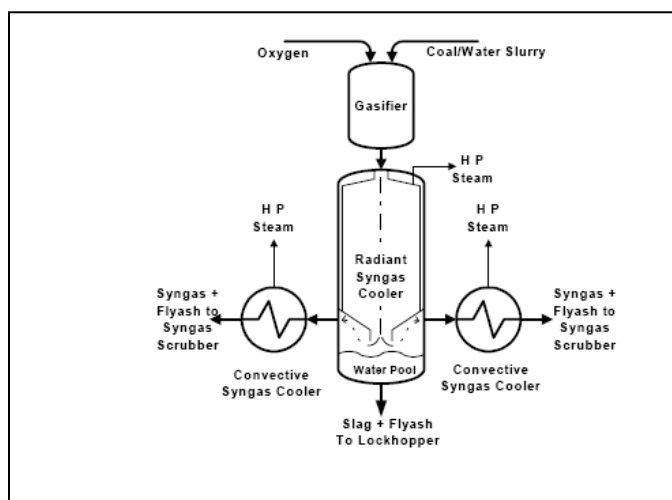 Oxygen
Coal/Water Slurry
Gasifier
H P
Steam
H P
Steam
H P
Steam
Radiant
Syngas
Cooler
Syngas +
Flyash to
Syngas
Scrubber
Syngas +
Flyash to
Syngas
Scrubber
Convective
Syngas Cooler
Water Pool
Convective
Syngas Cooler
Slag + Flyash
To Lockhopper